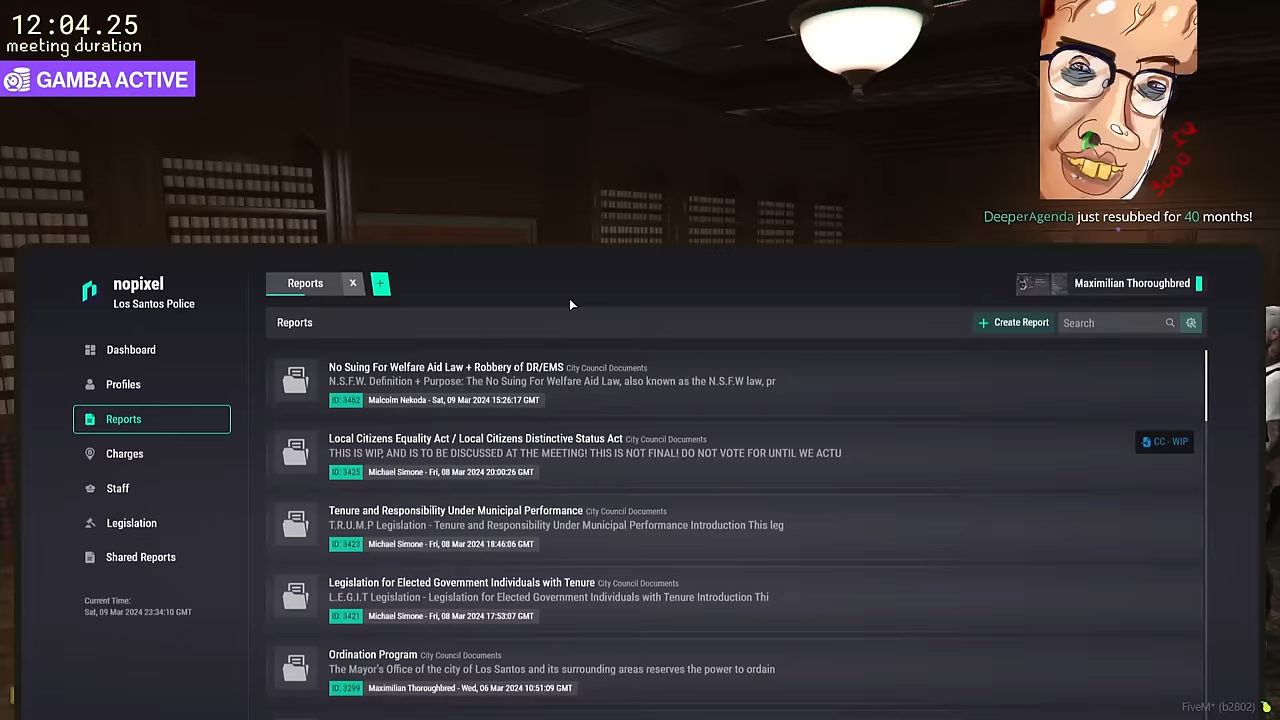 12:04.25
meeting duration
GAMBA ACTIVE
3000 IQ
DeeperAgenda just resubbed for 40 months!
nopixel
Los Santos Police
Reports x +
Maximilian Thoroughbred
Reports
+ Create Report
Search
Dashboard
Profiles
Reports
Charges
Staff
Legislation
Shared Reports
Current Time:
Sat, 09 Mar 2024 23:34:10 GMT
No Suing For Welfare Aid Law + Robbery of DR/EMS City Council Documents
N.S.F.W. Definition + Purpose: The No Suing For Welfare Aid Law, also known as the N.S.F.W law, pr
ID: 3462 Malcolm Nekoda - Sat, 09 Mar 2024 15:26:17 GMT
Local Citizens Equality Act / Local Citizens Distinctive Status Act City Council Documents
THIS IS WIP, AND IS TO BE DISCUSSED AT THE MEETING! THIS IS NOT FINAL! DO NOT VOTE FOR UNTIL WE ACTU
CC - WIP
ID: 3425 Michael Simone - Fri, 08 Mar 2024 20:00:26 GMT
Tenure and Responsibility Under Municipal Performance City Council Documents
T.R.U.M.P Legislation - Tenure and Responsibility Under Municipal Performance Introduction This leg
ID: 3423 Michael Simone - Fri, 08 Mar 2024 18:46:06 GMT
Legislation for Elected Government Individuals with Tenure City Council Documents
L.E.G.I.T Legislation - Legislation for Elected Government Individuals with Tenure Introduction Thi
ID: 3421 Michael Simone - Fri, 08 Mar 2024 17:53:07 GMT
Ordination Program City Council Documents
The Mayor's Office of the city of Los Santos and its surrounding areas reserves the power to ordain
ID: 3299 Maximilian Thoroughbred - Wed, 06 Mar 2024 10:51:09 GMT
FiveM* (b2802)